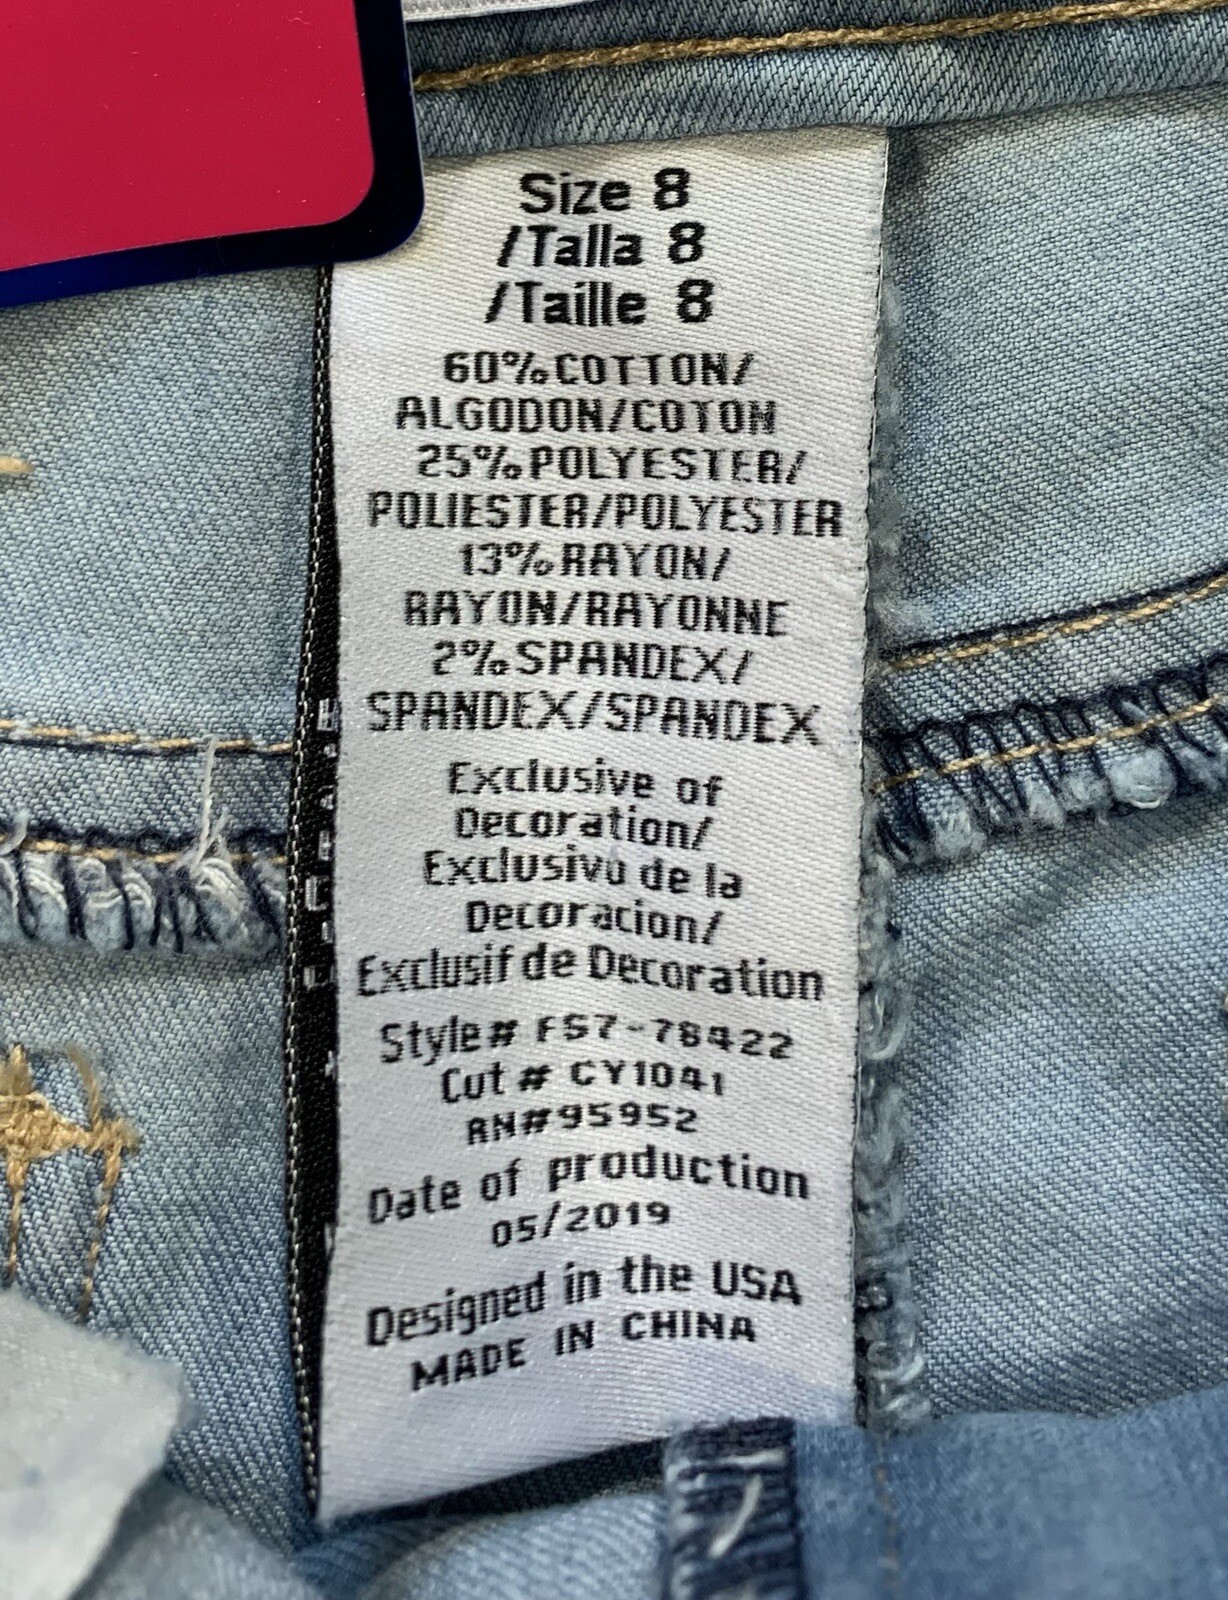 Size 8
/Talla 8
/Taille 8
60%COTTON/
ALGODON/COTON
25%POLYESTER/
POLIESTER/POLYESTER
13%RAYON/
RAYON/RAYONNE
2%SPANDEX/
SPANDEX/SPANDEX
Exclusive of
Decoration/
Exclusivo de la
Decoracion/
Exclusif de Decoration
Style# FS7-78422
Cut # CY1041
RN#95952
Date of production
05/2019
Designed in the USA
MADE IN CHINA